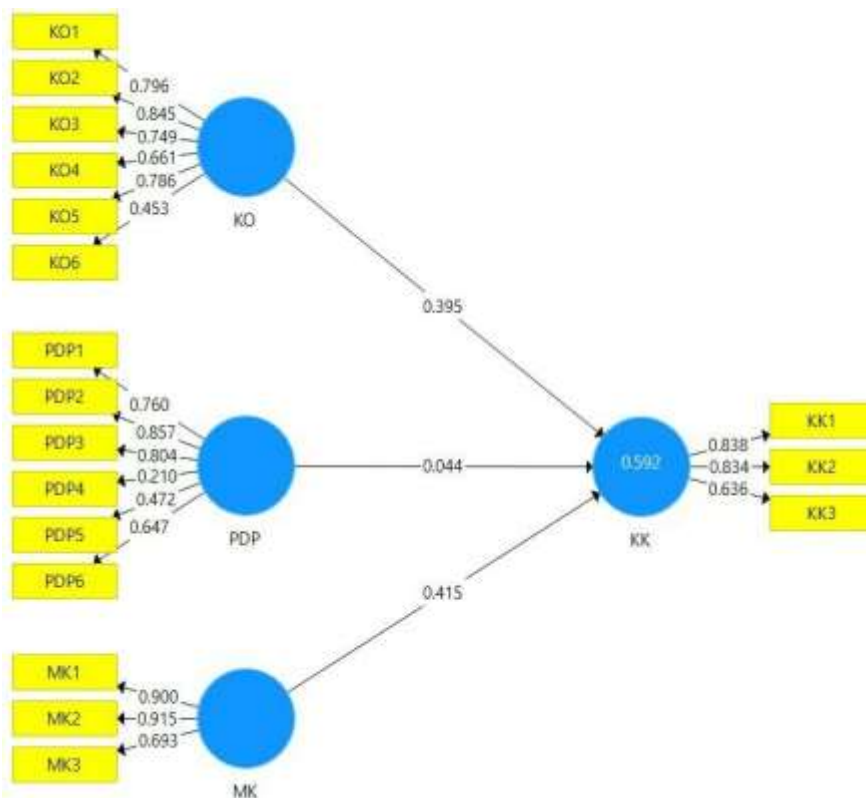 KO1
KO2
KO3
KO4
KO5
KO6
0.796
0.845
0.749
0.661
0.786
0.453
KO
0.395
PDP1
PDP2
PDP3
PDP4
PDP5
PDP6
0.760
0.857
0.804
0.210
0.472
0.647
PDP
0.044
MK1
MK2
MK3
0.900
0.915
0.693
MK
0.415
0.592
KK
0.838
0.834
0.636
KK1
KK2
KK3